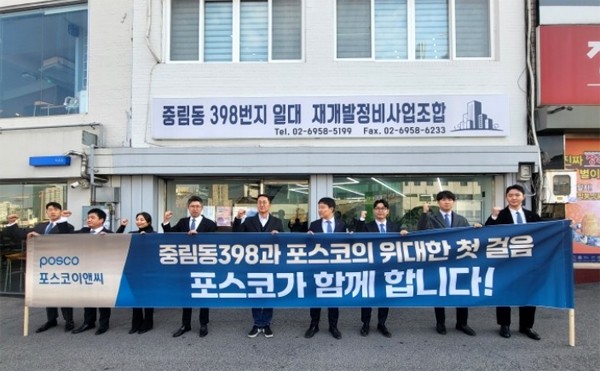 중림동 398번지 일대 재개발정비사업조합
Tel. 02-6958-5199 Fax. 02-6958-6233
posco
포스코이앤씨
중림동398과 포스코의 위대한 첫 걸음
포스코가 함께 합니다!